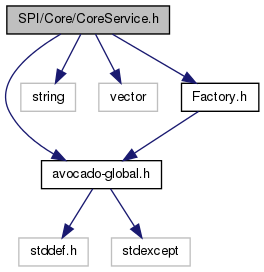 SPI/Core/CoreService.h
string
vector
Factory.h
avocado-global.h
stddef.h
stdexcept